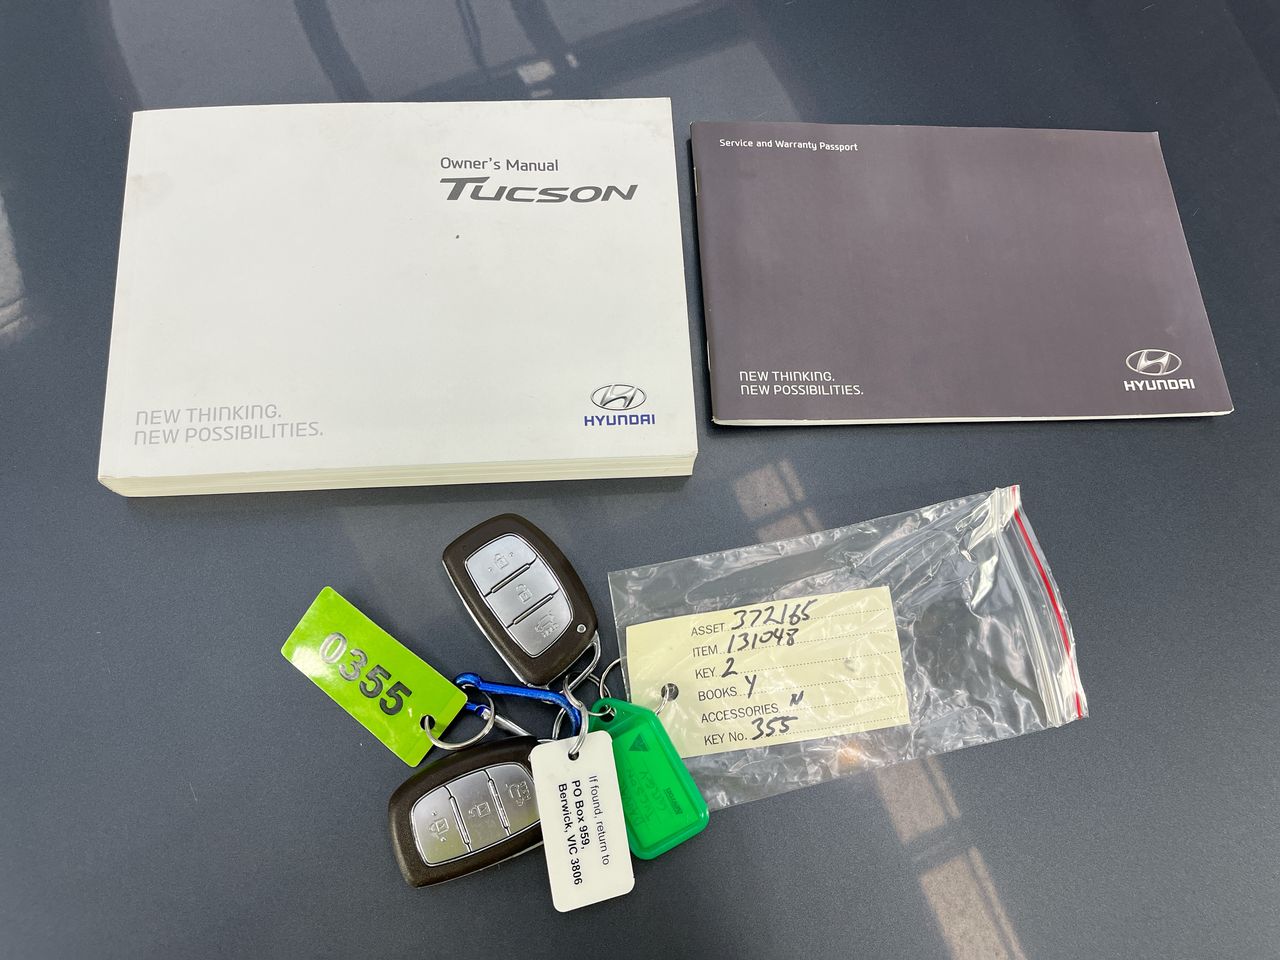 Owner's Manual
TUCSON
NEW THINKING.
NEW POSSIBILITIES.
HYUNDAI
Service and Warranty Passport
NEW THINKING.
NEW POSSIBILITIES.
HYUNDAI
0355
ASSET 372165
ITEM 131048
KEY 2
BOOKS Y
ACCESSORIES N
KEY No. 355
If found, return to
PO Box 959,
Berwick, VIC 3806